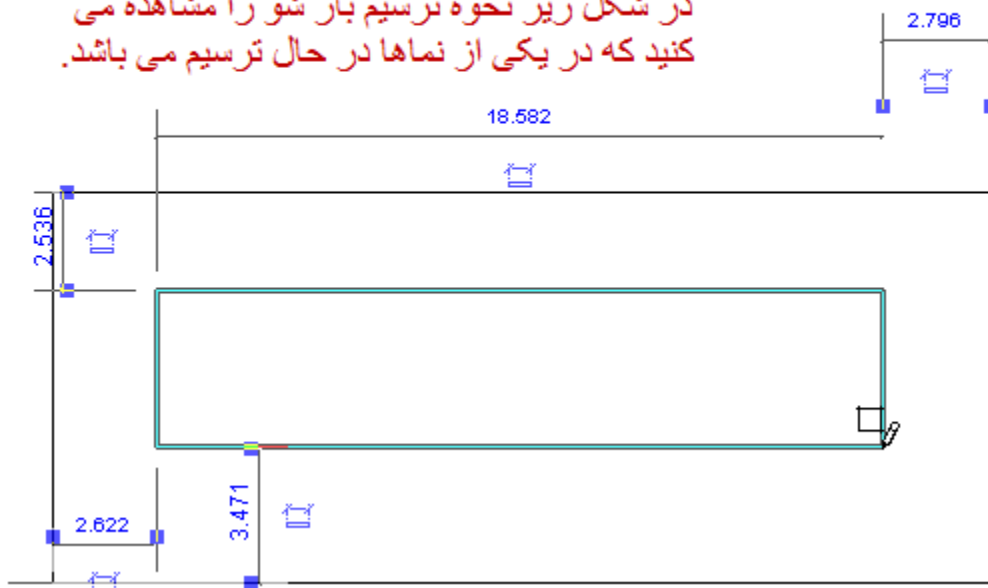 در شکل زیر نحوه ترسیم بار شو را مشاهده می
کنید که در یکی از نماها در حال ترسیم می باشد.
2.796
18.582
2.536
3.471
2.622